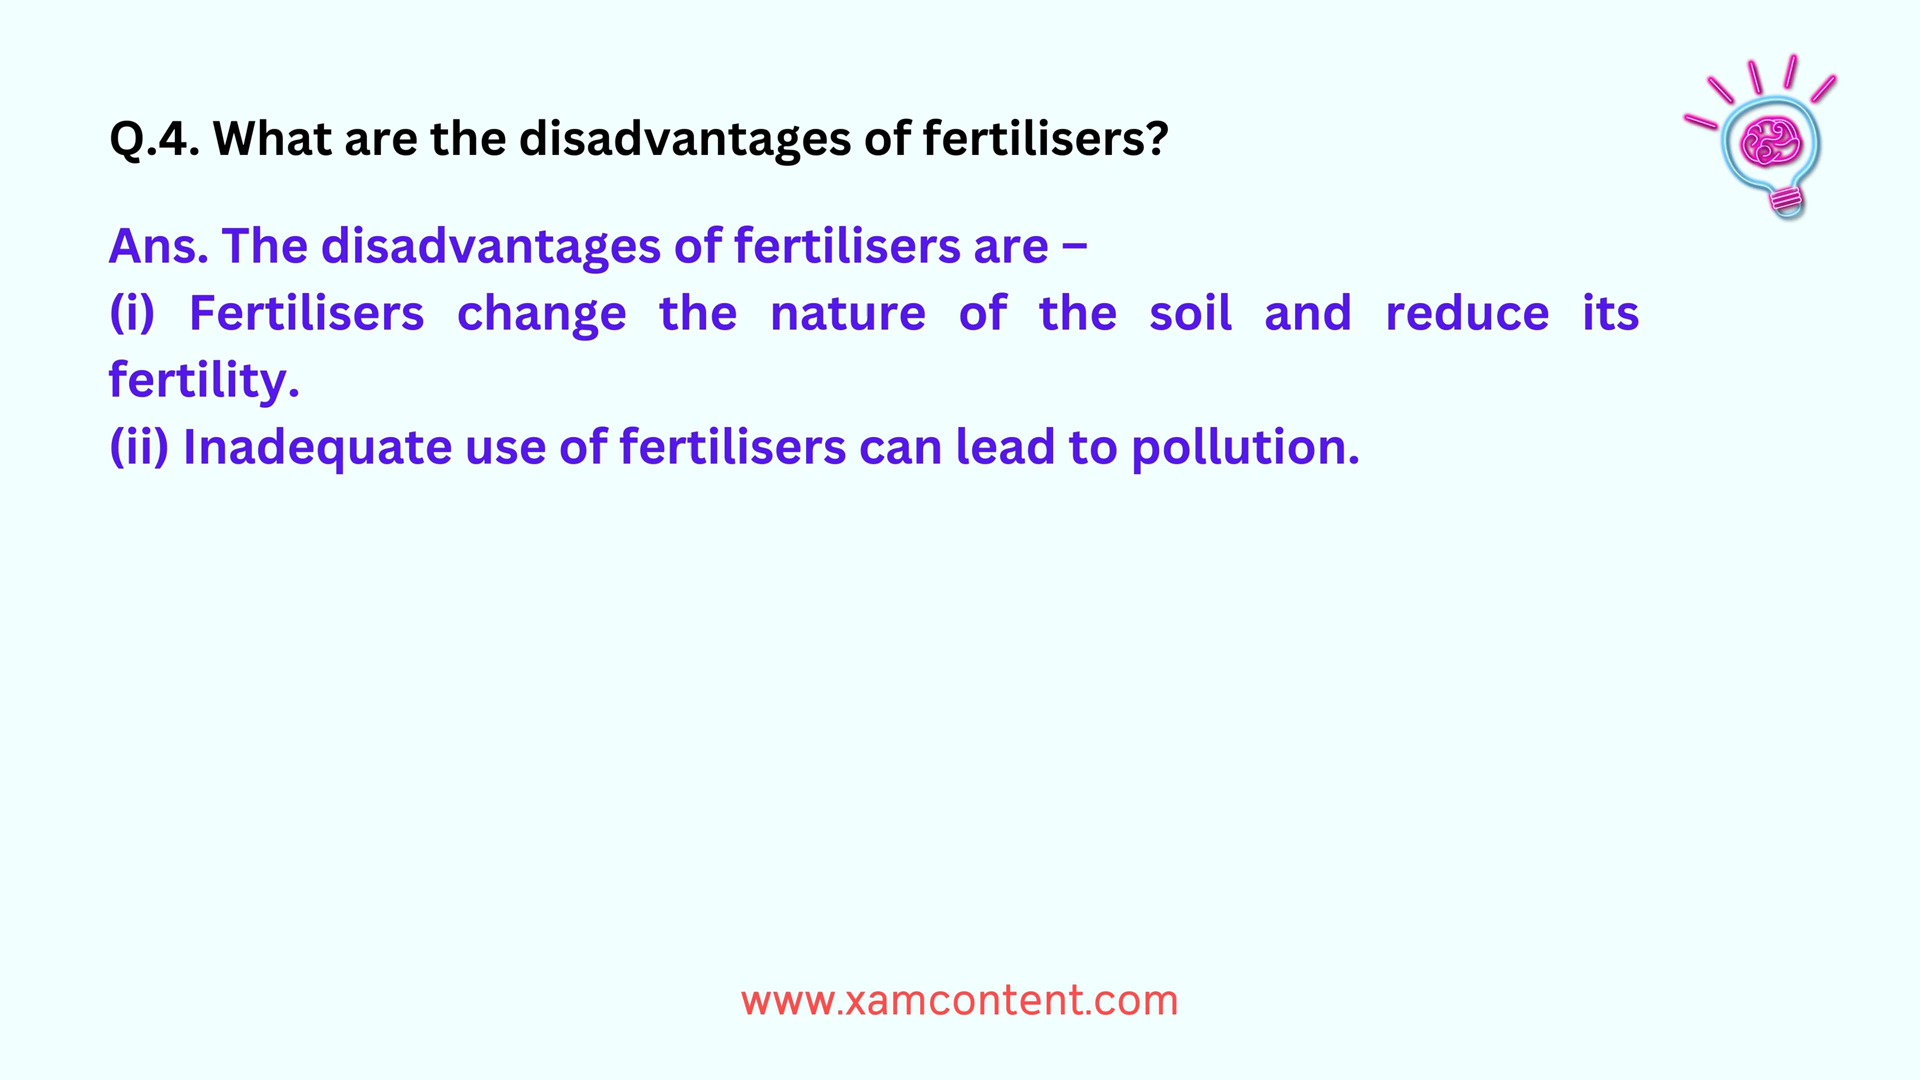 Q.4. What are the disadvantages of fertilisers?
Ans. The disadvantages of fertilisers are –
(i) Fertilisers change the nature of the soil and reduce its
fertility.
(ii) Inadequate use of fertilisers can lead to pollution.
www.xamcontent.com